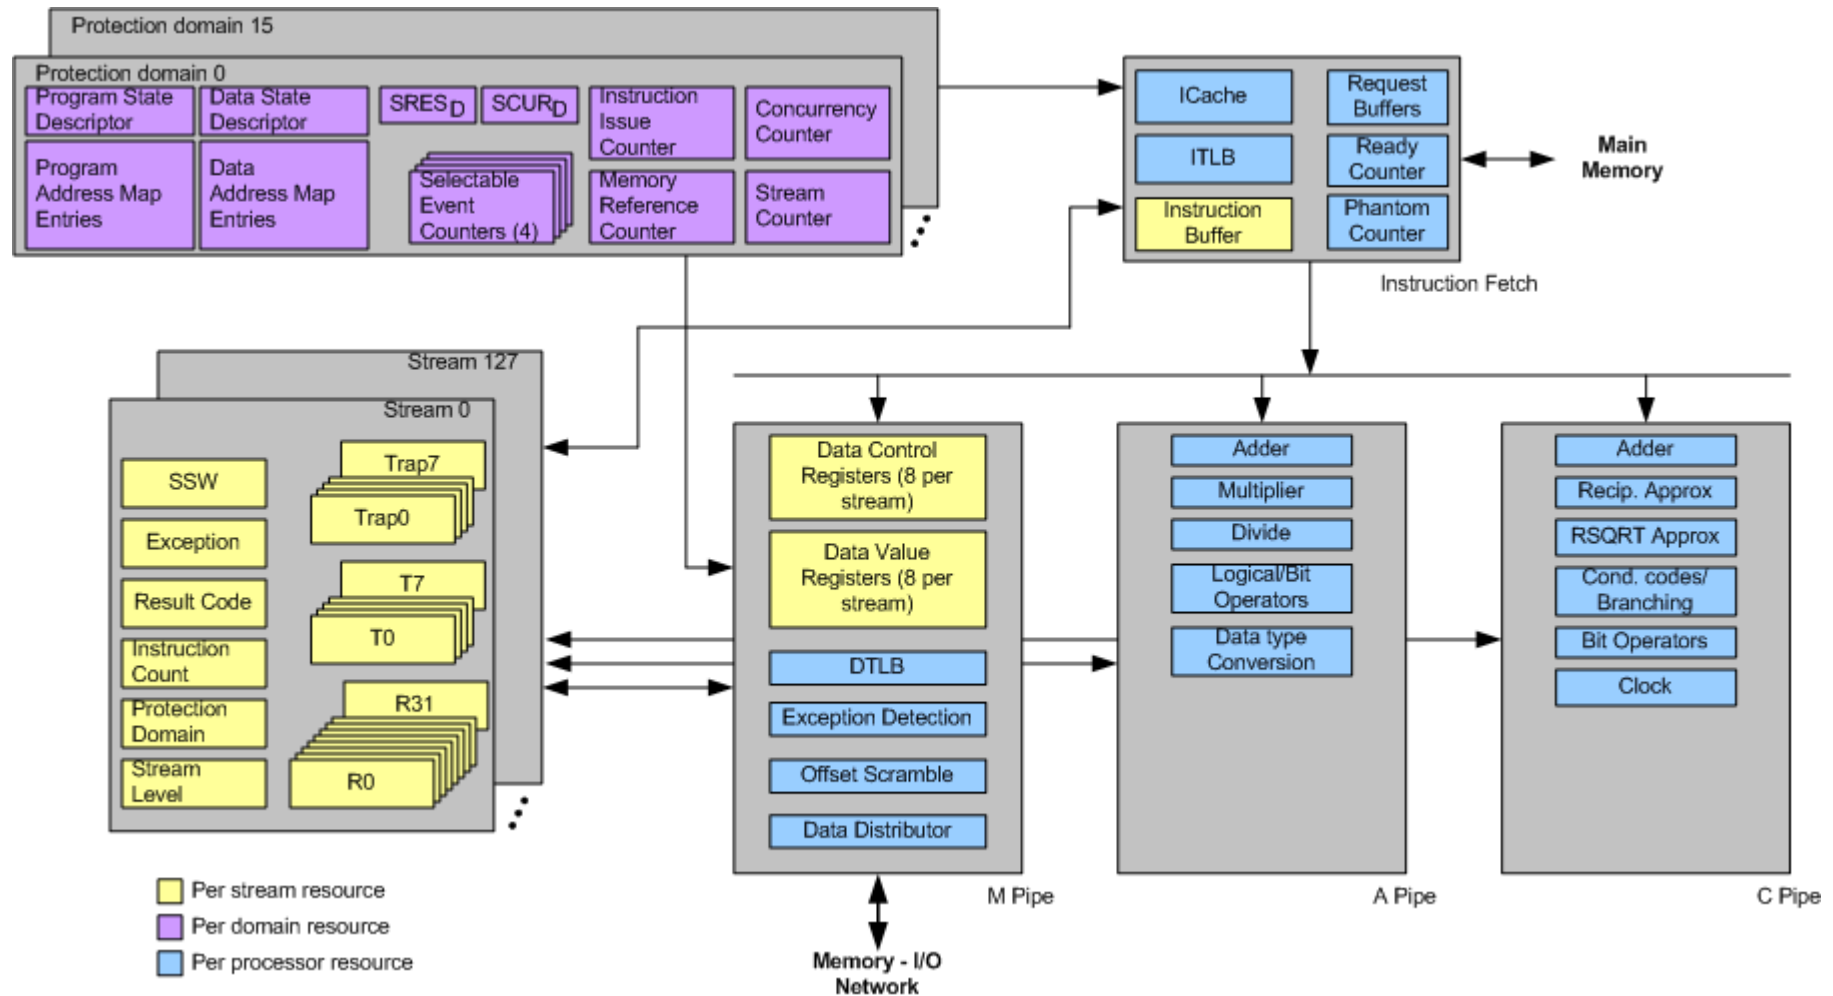 Protection domain 15
Protection domain 0
Program State
Descriptor
Data State
Descriptor
SRESD
SCURD
Instruction
Issue
Counter
Concurrency
Counter
Program
Address Map
Entries
Data
Address Map
Entries
Selectable
Event
Counters (4)
Memory
Reference
Counter
Stream
Counter
ICache
Request
Buffers
ITLB
Ready
Counter
Instruction
Buffer
Phantom
Counter
Main
Memory
Instruction Fetch
Stream 127
Stream 0
SSW
Exception
Result Code
Instruction
Count
Protection
Domain
Stream
Level
Trap7
Trap0
T7
T0
R31
R0
Data Control
Registers (8 per
stream)
Data Value
Registers (8 per
stream)
DTLB
Exception Detection
Offset Scramble
Data Distributor
M Pipe
Adder
Multiplier
Divide
Logical/Bit
Operators
Data type
Conversion
A Pipe
Adder
Recip. Approx
RSQRT Approx
Cond. codes/
Branching
Bit Operators
Clock
C Pipe
Per stream resource
Per domain resource
Per processor resource
Memory - I/O
Network